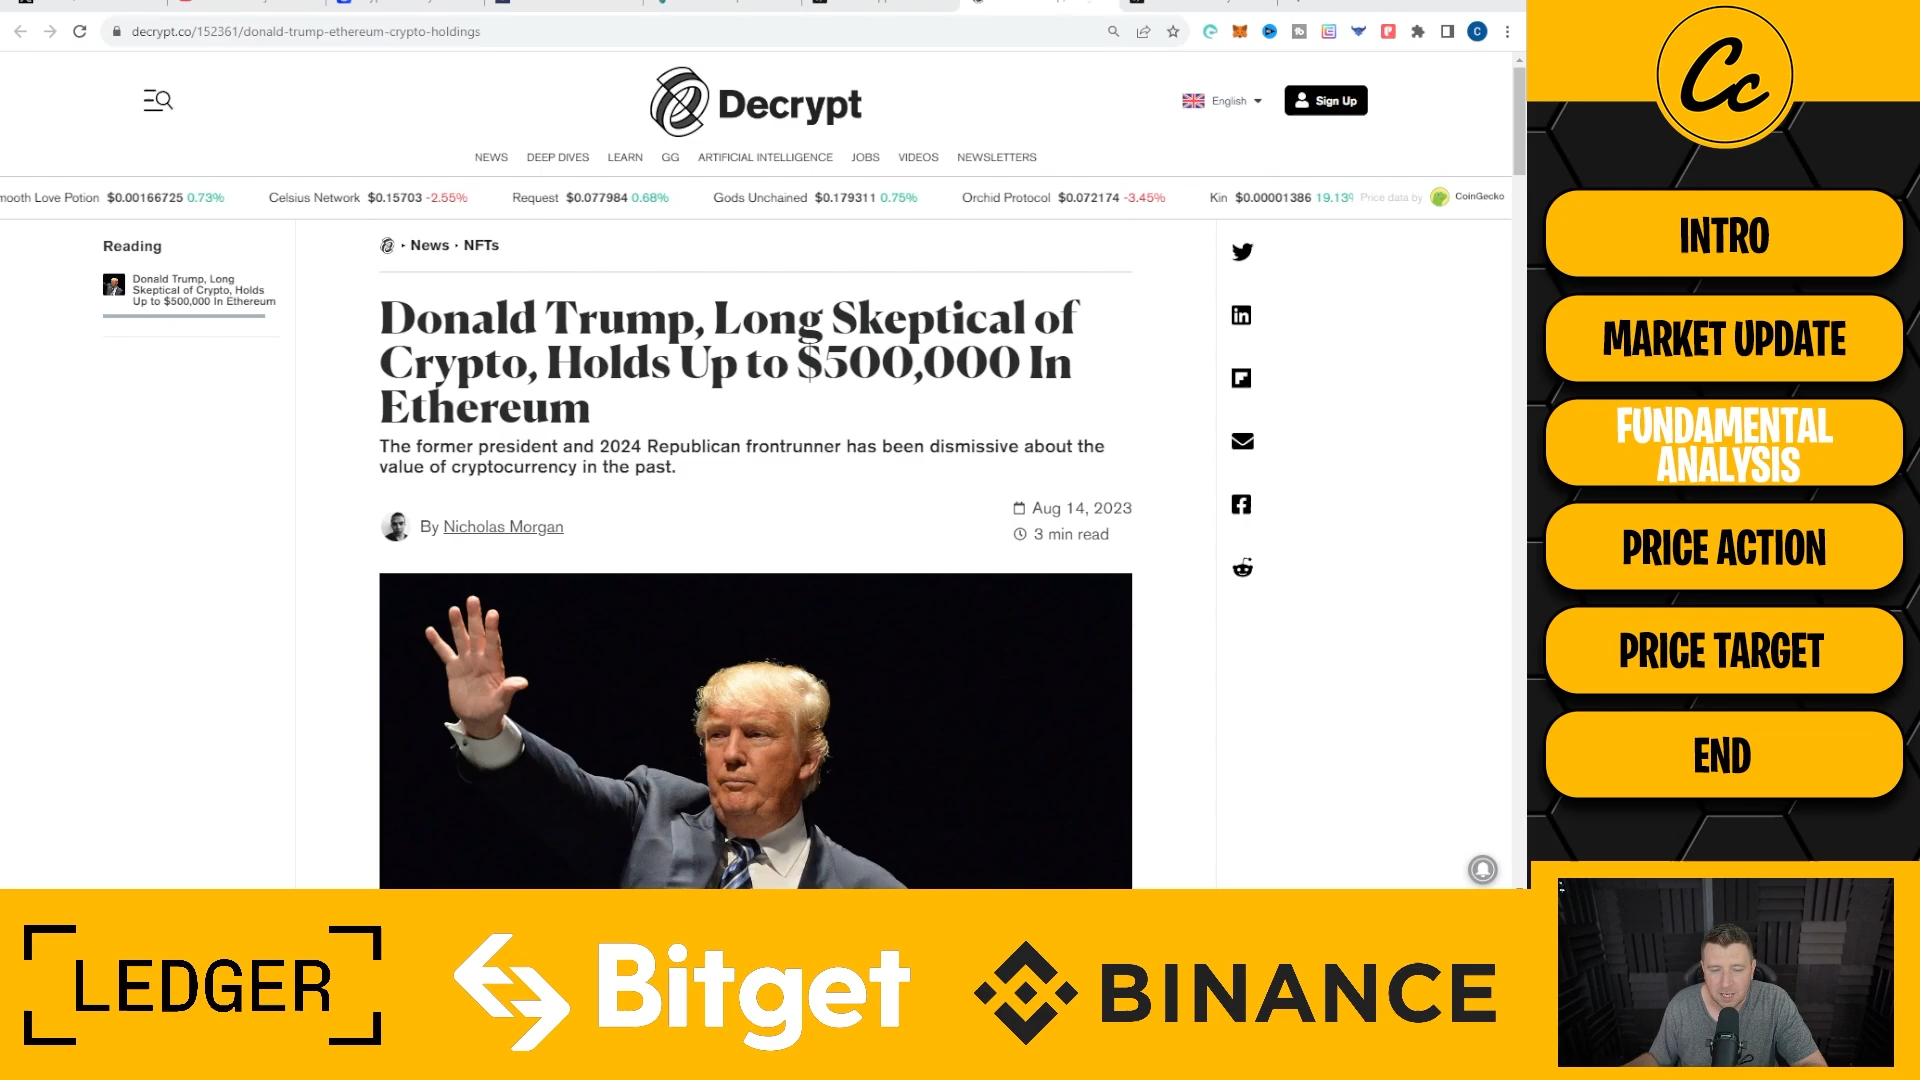 decrypt.co/152361/donald-trump-ethereum-crypto-holdings
Decrypt
English
Sign Up
NEWS DEEP DIVES LEARN GG ARTIFICIAL INTELLIGENCE JOBS VIDEOS NEWSLETTERS
mooth Love Potion $0.00166725 0.73% Celsius Network $0.15703 -2.55% Request $0.077984 0.68% Gods Unchained $0.179311 0.75% Orchid Protocol $0.072174 -3.45% Kin $0.00001386 19.13% Price data by CoinGecko
Reading
Donald Trump, Long
Skeptical of Crypto, Holds
Up to $500,000 In Ethereum
News · NFTs
Donald Trump, Long Skeptical of
Crypto, Holds Up to $500,000 In
Ethereum
The former president and 2024 Republican frontrunner has been dismissive about the
value of cryptocurrency in the past.
By Nicholas Morgan
Aug 14, 2023
3 min read
Cc
INTRO
MARKET UPDATE
FUNDAMENTAL
ANALYSIS
PRICE ACTION
PRICE TARGET
END
LEDGER
Bitget
BINANCE